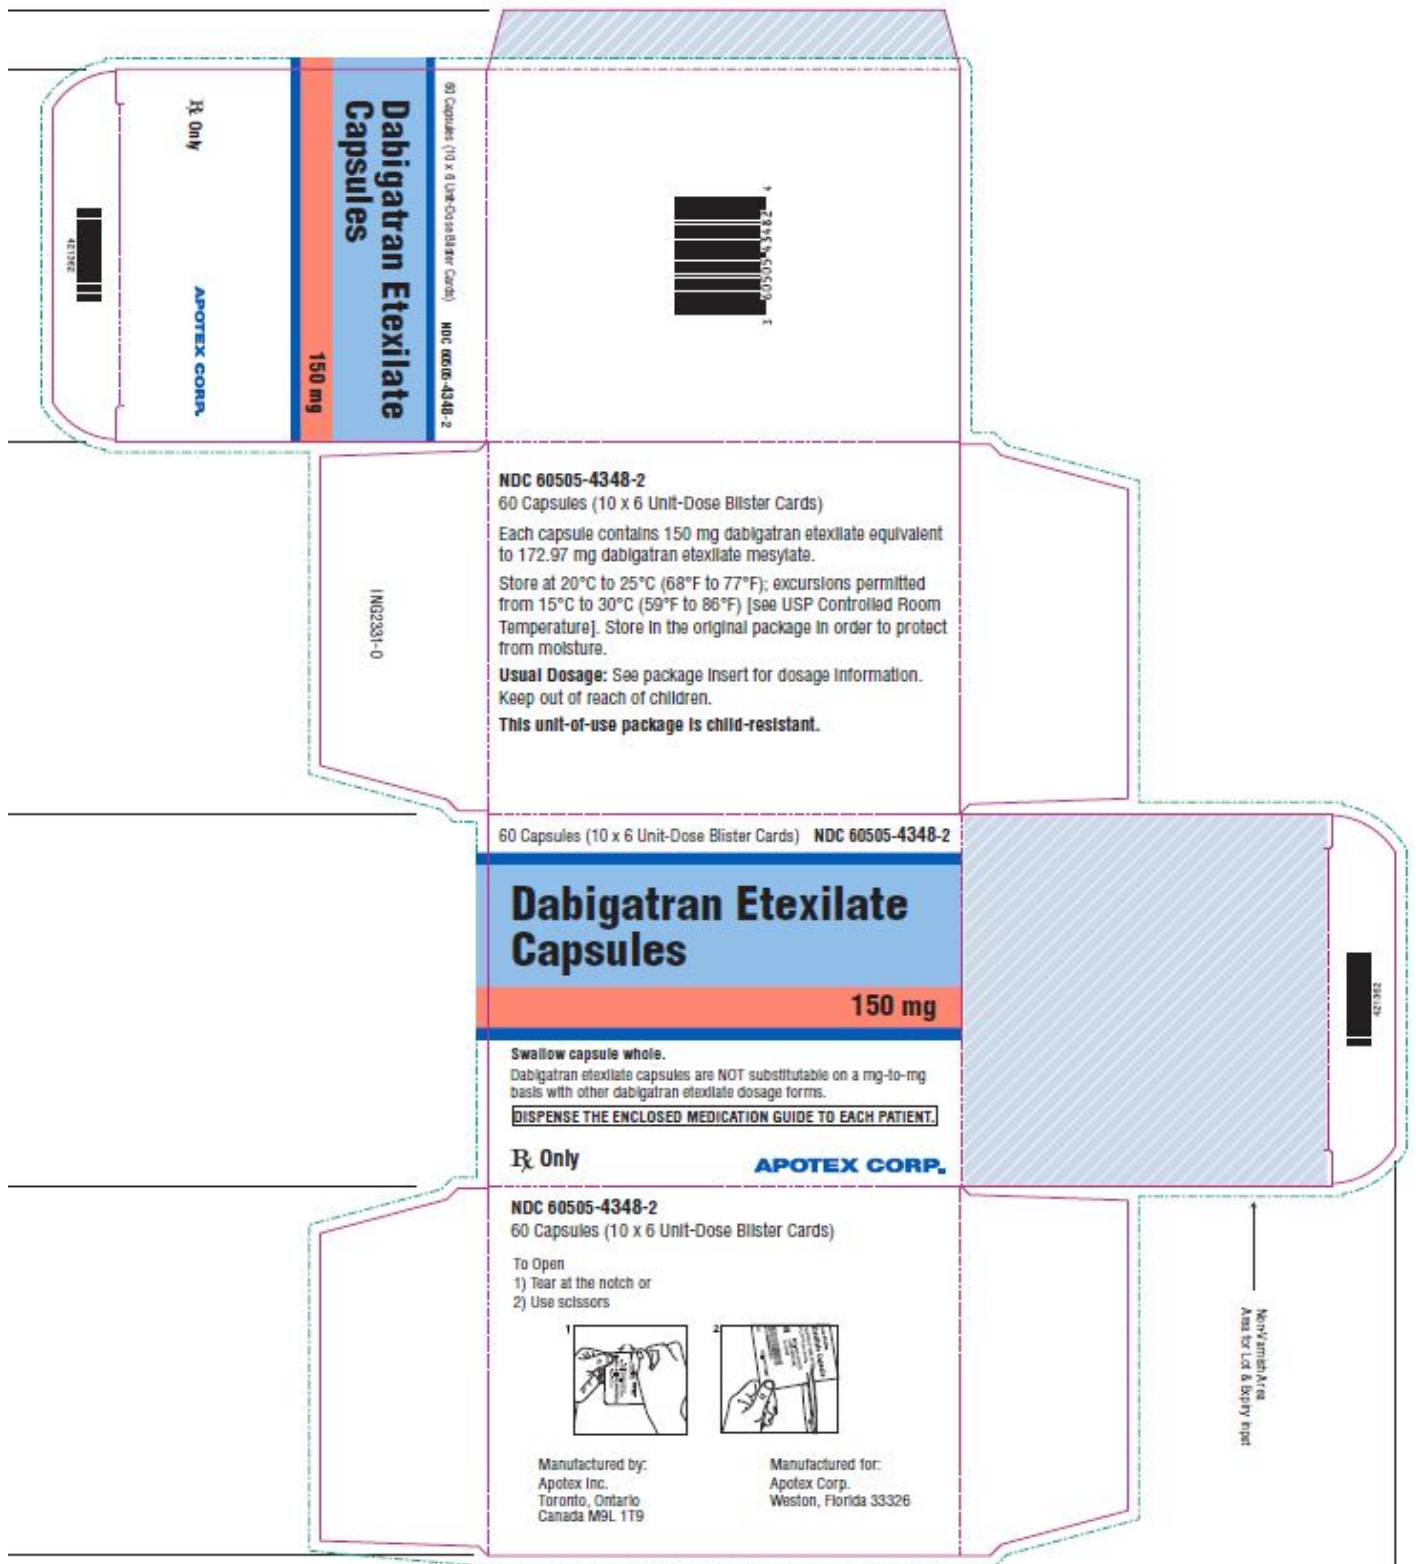 60 Capsules (10 x 6 Unit-Dose Blister Cards) NDC 60505-4348-2
Dabigatran Etexilate
Capsules
150 mg
Rx Only
APOTEX CORP.
421362
3 60505 43482 4
NDC 60505-4348-2
60 Capsules (10 x 6 Unit-Dose Blister Cards)
Each capsule contains 150 mg dabigatran etexilate equivalent
to 172.97 mg dabigatran etexilate mesylate.
Store at 20°C to 25°C (68°F to 77°F); excursions permitted
from 15°C to 30°C (59°F to 86°F) [see USP Controlled Room
Temperature]. Store in the original package in order to protect
from moisture.
Usual Dosage: See package insert for dosage information.
Keep out of reach of children.
This unit-of-use package is child-resistant.
ING2331-0
60 Capsules (10 x 6 Unit-Dose Blister Cards) NDC 60505-4348-2
Dabigatran Etexilate
Capsules
150 mg
Swallow capsule whole.
Dabigatran etexilate capsules are NOT substitutable on a mg-to-mg
basis with other dabigatran etexilate dosage forms.
DISPENSE THE ENCLOSED MEDICATION GUIDE TO EACH PATIENT.
Rx Only
APOTEX CORP.
421362
NDC 60505-4348-2
60 Capsules (10 x 6 Unit-Dose Blister Cards)
To Open
1) Tear at the notch or
2) Use scissors
1
2
Manufactured by:
Apotex Inc.
Toronto, Ontario
Canada M9L 1T9
Manufactured for:
Apotex Corp.
Weston, Florida 33326
Non-Varnish Area
Area for Lot & Expiry Input